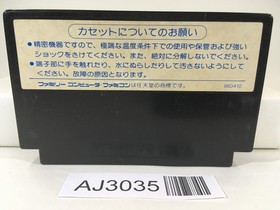 カセットについてのお願い
●精密機器ですので、極端な温度条件下での使用や保管および強い
ショックをさけてください。また、絶対に分解しないでください。
●端子部に手を触れたり、水にぬらしたりして汚さないようにして
ください。故障の原因となります。
ファミリーコンピュータ・ファミコンは任天堂の商標です。
AJ3035